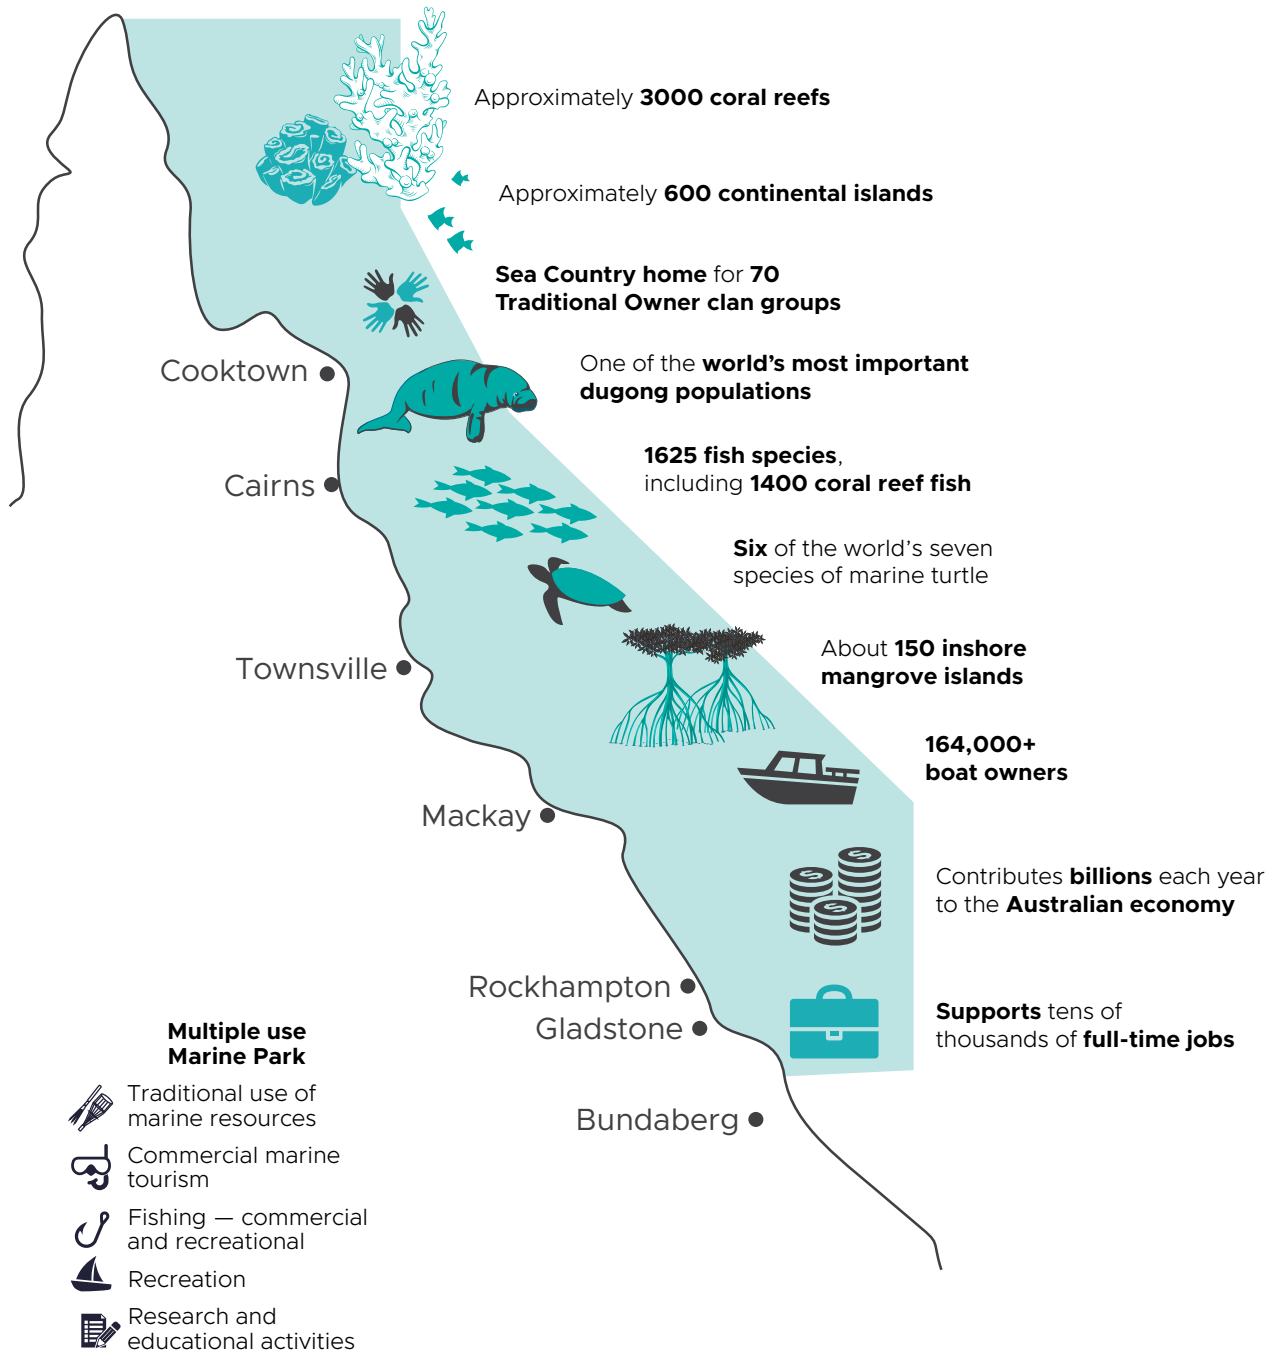 Approximately 3000 coral reefs
Approximately 600 continental islands
Sea Country home for 70
Traditional Owner clan groups
One of the world's most important
dugong populations
1625 fish species,
including 1400 coral reef fish
Six of the world's seven
species of marine turtle
About 150 inshore
mangrove islands
164,000+
boat owners
Contributes billions each year
to the Australian economy
Supports tens of
thousands of full-time jobs
Cooktown
Cairns
Townsville
Mackay
Rockhampton
Gladstone
Bundaberg
Multiple use
Marine Park
Traditional use of
marine resources
Commercial marine
tourism
Fishing — commercial
and recreational
Recreation
Research and
educational activities